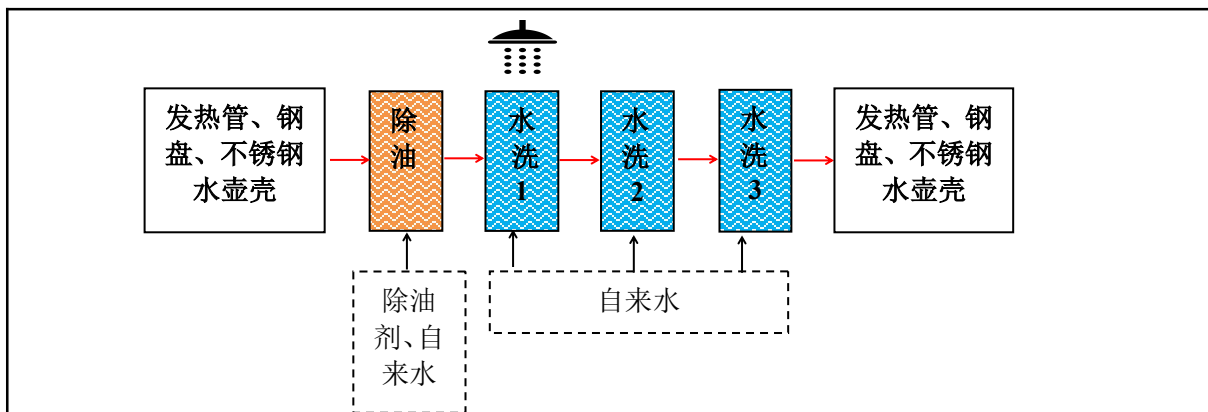 发热管、钢
盘、不锈钢
水壶壳
除
油
水
洗
1
水
洗
2
水
洗
3
发热管、钢
盘、不锈钢
水壶壳
除油
剂、自
来水
自来水